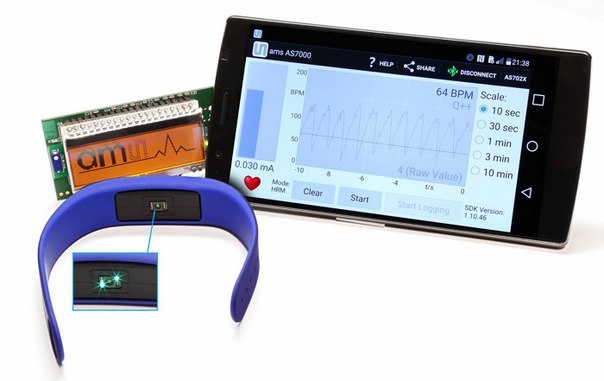 ams AS7000
21:38
? HELP
SHARE
DISCONNECT
AS702X
200
BPM
100
50
0
64 BPM
Q++
4 (Raw Value)
-10
-8
-6
-4
t/s
-2
0
Scale:
10 sec
30 sec
1 min
3 min
10 min
0.030 mA
Mode:
HRM
Clear
Start
Start Logging
SDK Version:
1.10.46
am